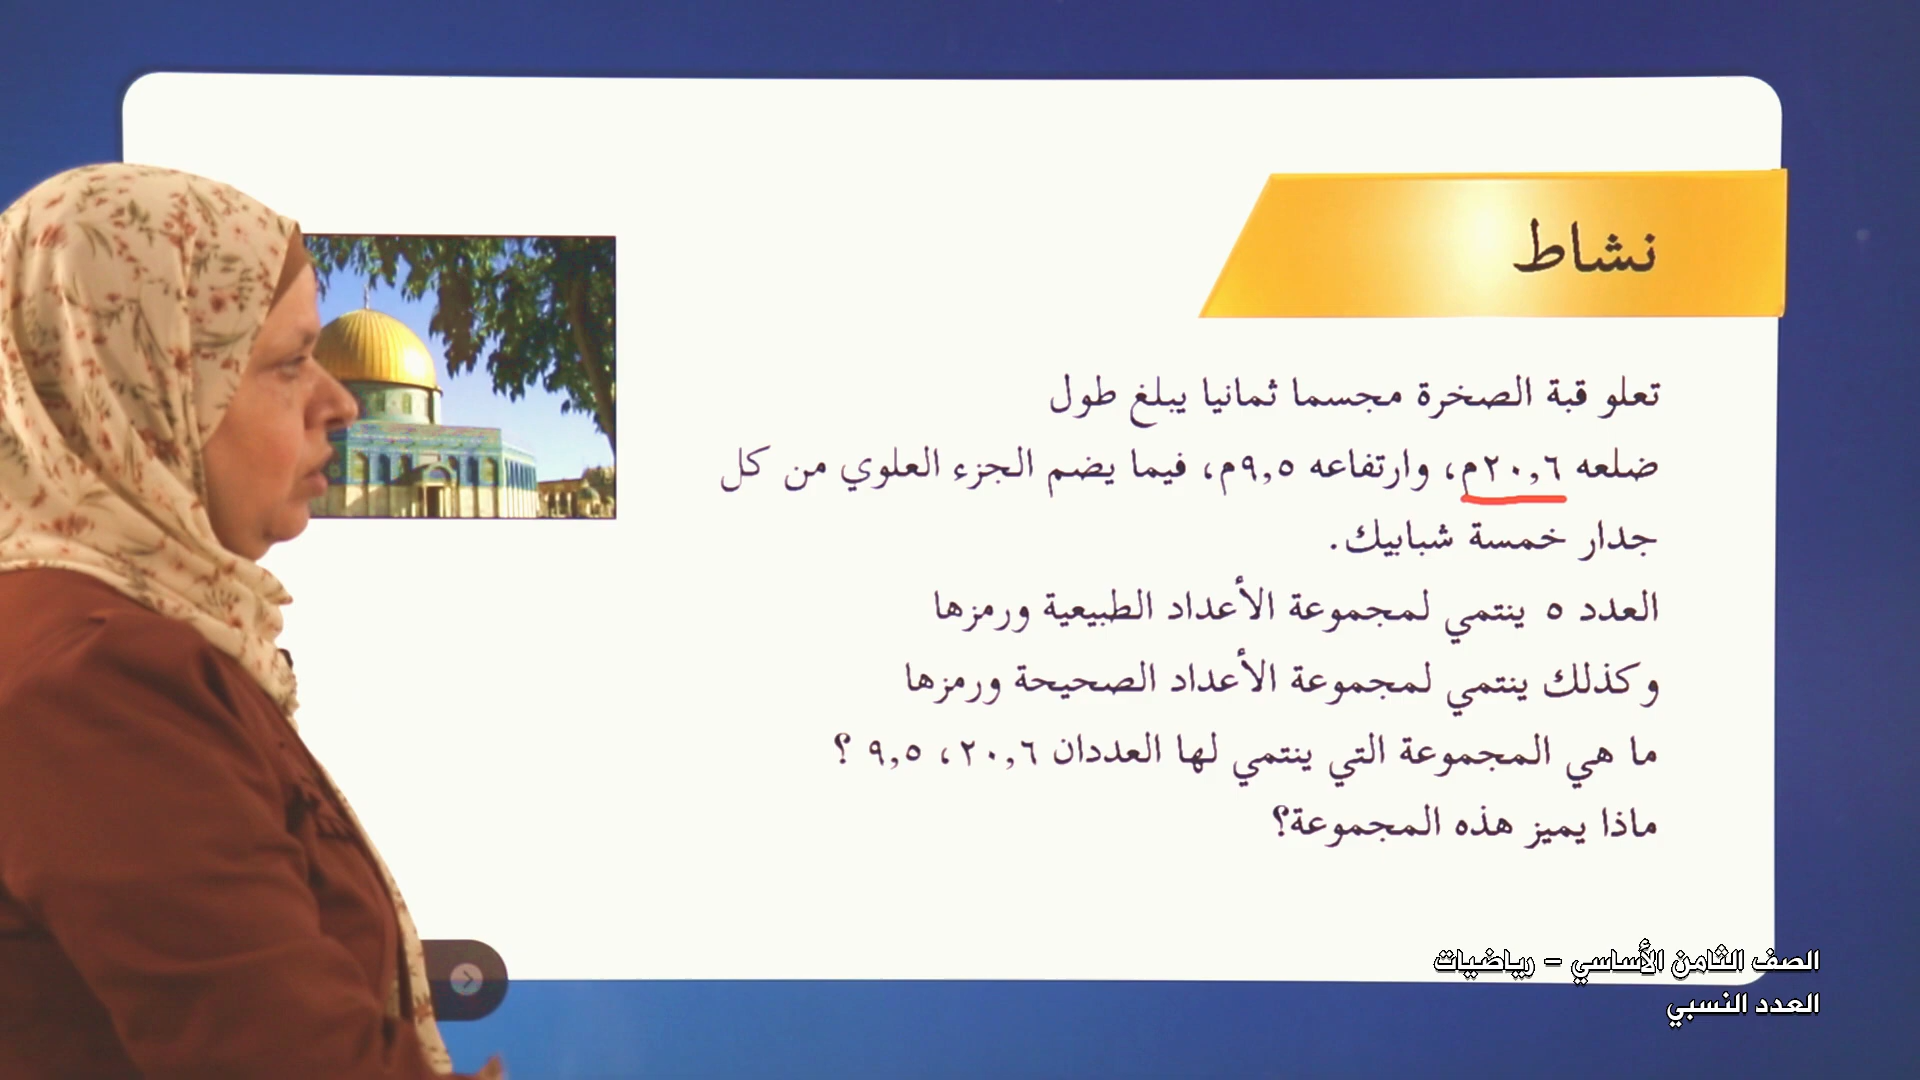 نشاط
تعلو قبة الصخرة مجسما ثمانيا يبلغ طول
ضلعه ٢٠,٦م، وارتفاعه ٩,٥م، فيما يضم الجزء العلوي من كل
جدار خمسة شبابيك.
العدد ٥ ينتمي لمجموعة الأعداد الطبيعية ورمزها
وكذلك ينتمي لمجموعة الأعداد الصحيحة ورمزها
ما هي المجموعة التي ينتمي لها العددان ٢٠,٦، ٩,٥ ؟
ماذا يميز هذه المجموعة؟
الصف الثامن الأساسي - رياضيات
العدد النسبي